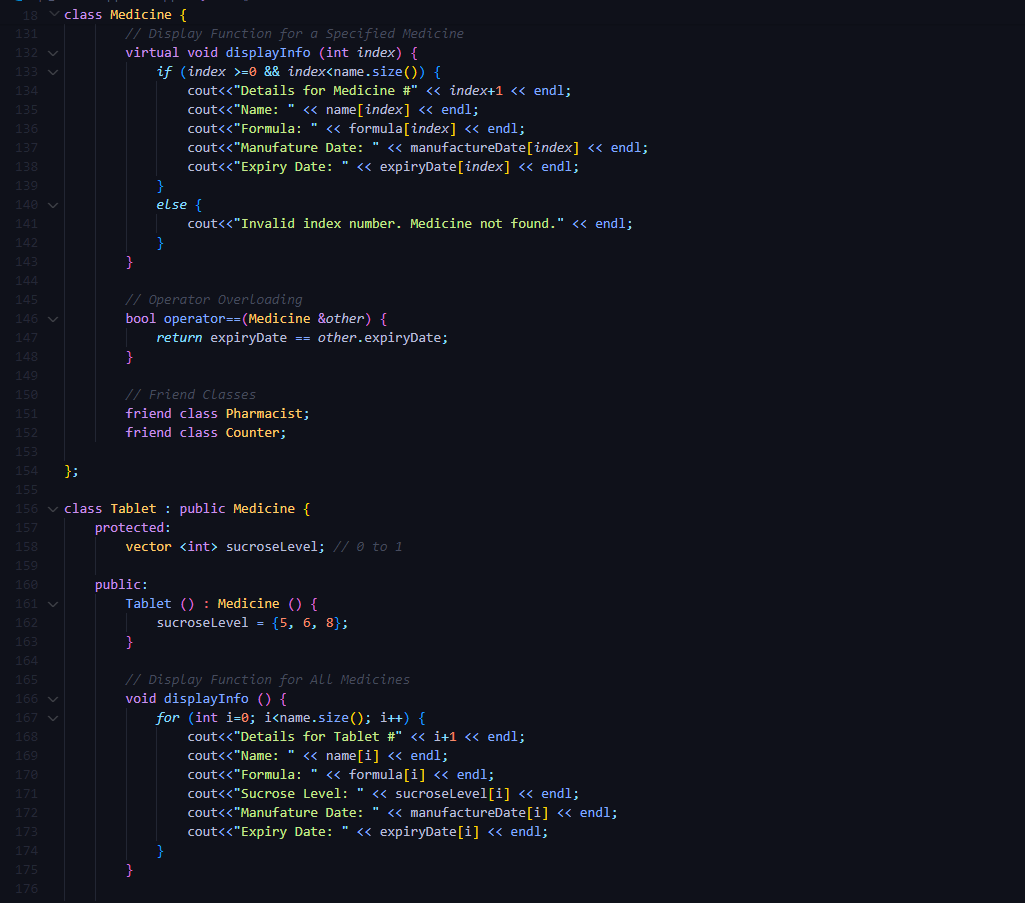 18 class Medicine {
131 // Display Function for a Specified Medicine
132 virtual void displayInfo (int index) {
133 if (index >=0 && index<name.size()) {
134 cout<<"Details for Medicine #" << index+1 << endl;
135 cout<<"Name: " << name[index] << endl;
136 cout<<"Formula: " << formula[index] << endl;
137 cout<<"Manufature Date: " << manufactureDate[index] << endl;
138 cout<<"Expiry Date: " << expiryDate[index] << endl;
139 }
140 else {
141 cout<<"Invalid index number. Medicine not found." << endl;
142 }
143 }
144
145 // Operator Overloading
146 bool operator==(Medicine &other) {
147 return expiryDate == other.expiryDate;
148 }
149
150 // Friend Classes
151 friend class Pharmacist;
152 friend class Counter;
153
154 };
155
156 class Tablet : public Medicine {
157 protected:
158 vector <int> sucroseLevel; // 0 to 1
159
160 public:
161 Tablet () : Medicine () {
162 sucroseLevel = {5, 6, 8};
163 }
164
165 // Display Function for All Medicines
166 void displayInfo () {
167 for (int i=0; i<name.size(); i++) {
168 cout<<"Details for Tablet #" << i+1 << endl;
169 cout<<"Name: " << name[i] << endl;
170 cout<<"Formula: " << formula[i] << endl;
171 cout<<"Sucrose Level: " << sucroseLevel[i] << endl;
172 cout<<"Manufature Date: " << manufactureDate[i] << endl;
173 cout<<"Expiry Date: " << expiryDate[i] << endl;
174 }
175 }
176